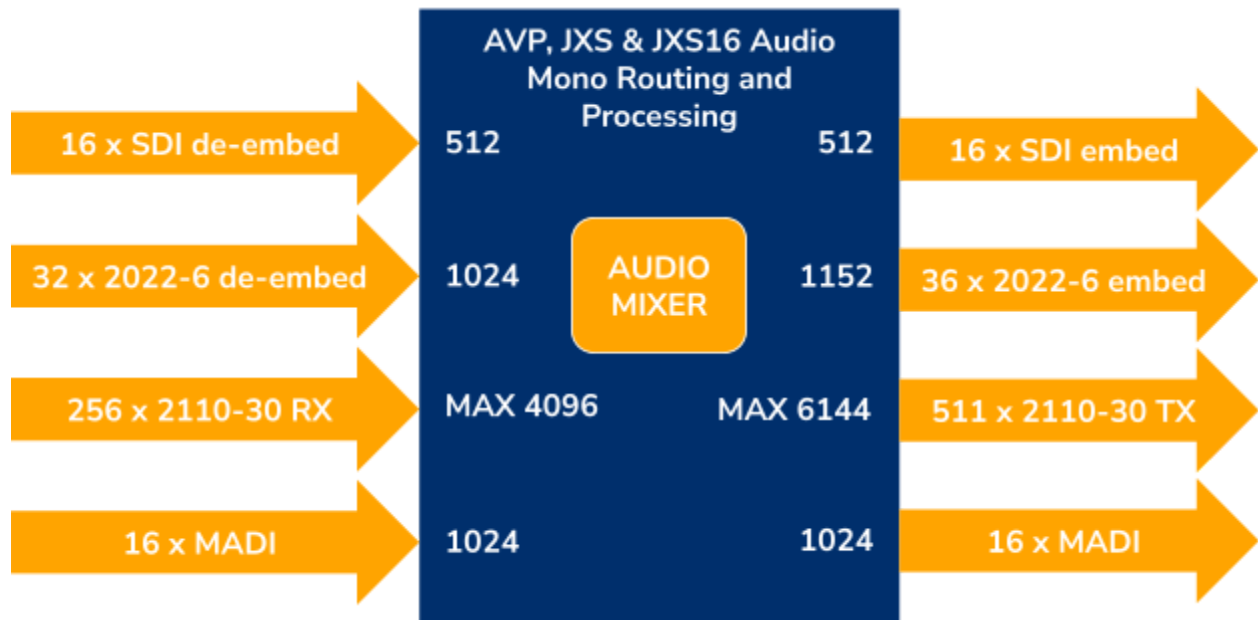 AVP, JXS & JXS16 Audio
Mono Routing and
Processing
16 x SDI de-embed
512
512
16 x SDI embed
32 x 2022-6 de-embed
1024
AUDIO
MIXER
1152
36 x 2022-6 embed
256 x 2110-30 RX
MAX 4096
MAX 6144
511 x 2110-30 TX
16 x MADI
1024
1024
16 x MADI